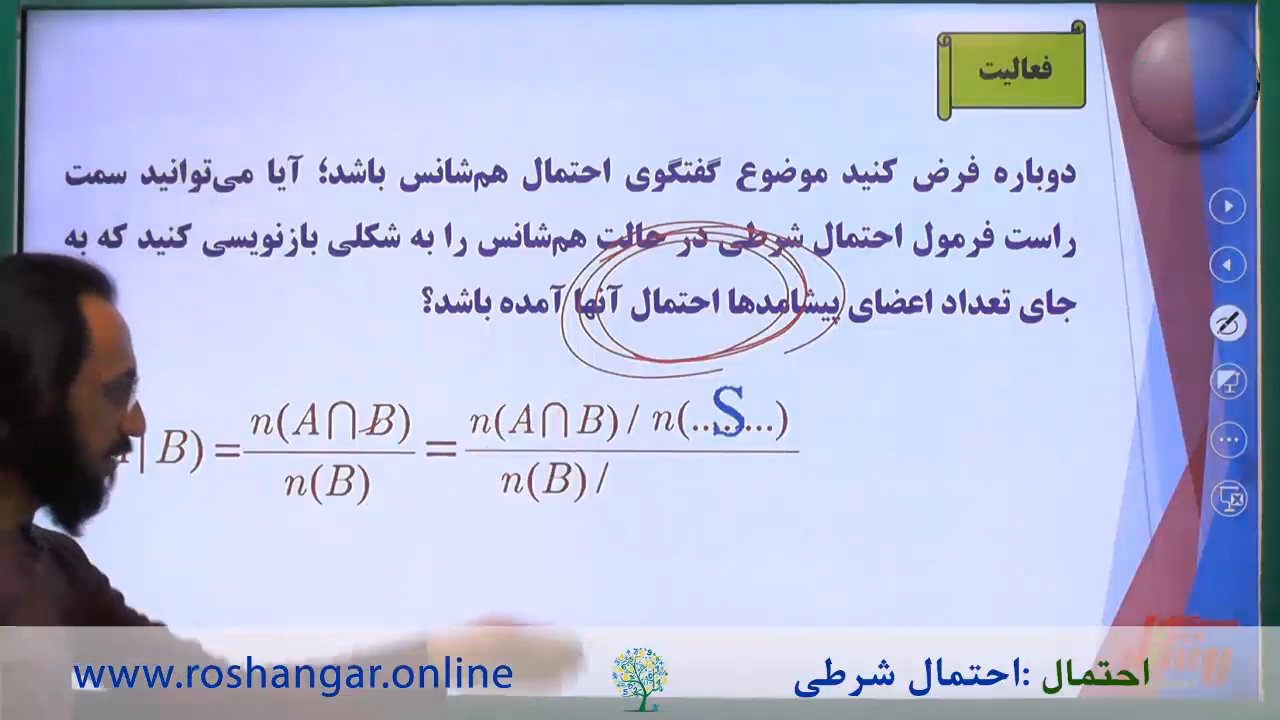 فعالیت
دوباره فرض کنید موضوع گفتگوی احتمال هم‌شانس باشد؛ آیا می‌توانید سمت
راست فرمول احتمال شرطی در حالت هم‌شانس را به شکلی بازنویسی کنید که به
جای تعداد اعضای پیشامدها احتمال آنها آمده باشد؟
| B) = n(A ∩ B) / n(B) = n(A ∩ B) / n(...S...) / n(B) /
www.roshangar.online
احتمال: احتمال شرطی